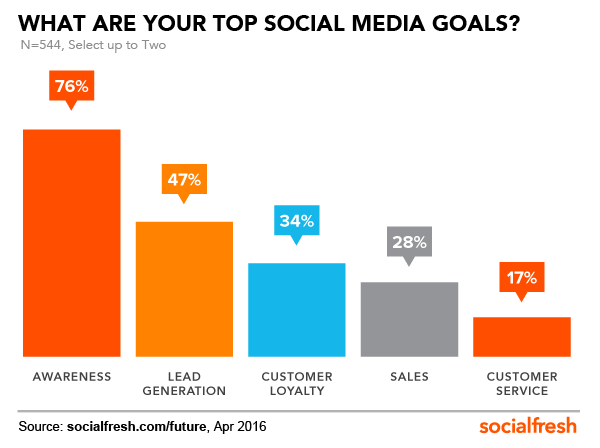 WHAT ARE YOUR TOP SOCIAL MEDIA GOALS?
N=544, Select up to Two
76%
47%
34%
28%
17%
AWARENESS
LEAD
GENERATION
CUSTOMER
LOYALTY
SALES
CUSTOMER
SERVICE
Source: socialfresh.com/future, Apr 2016
socialfresh